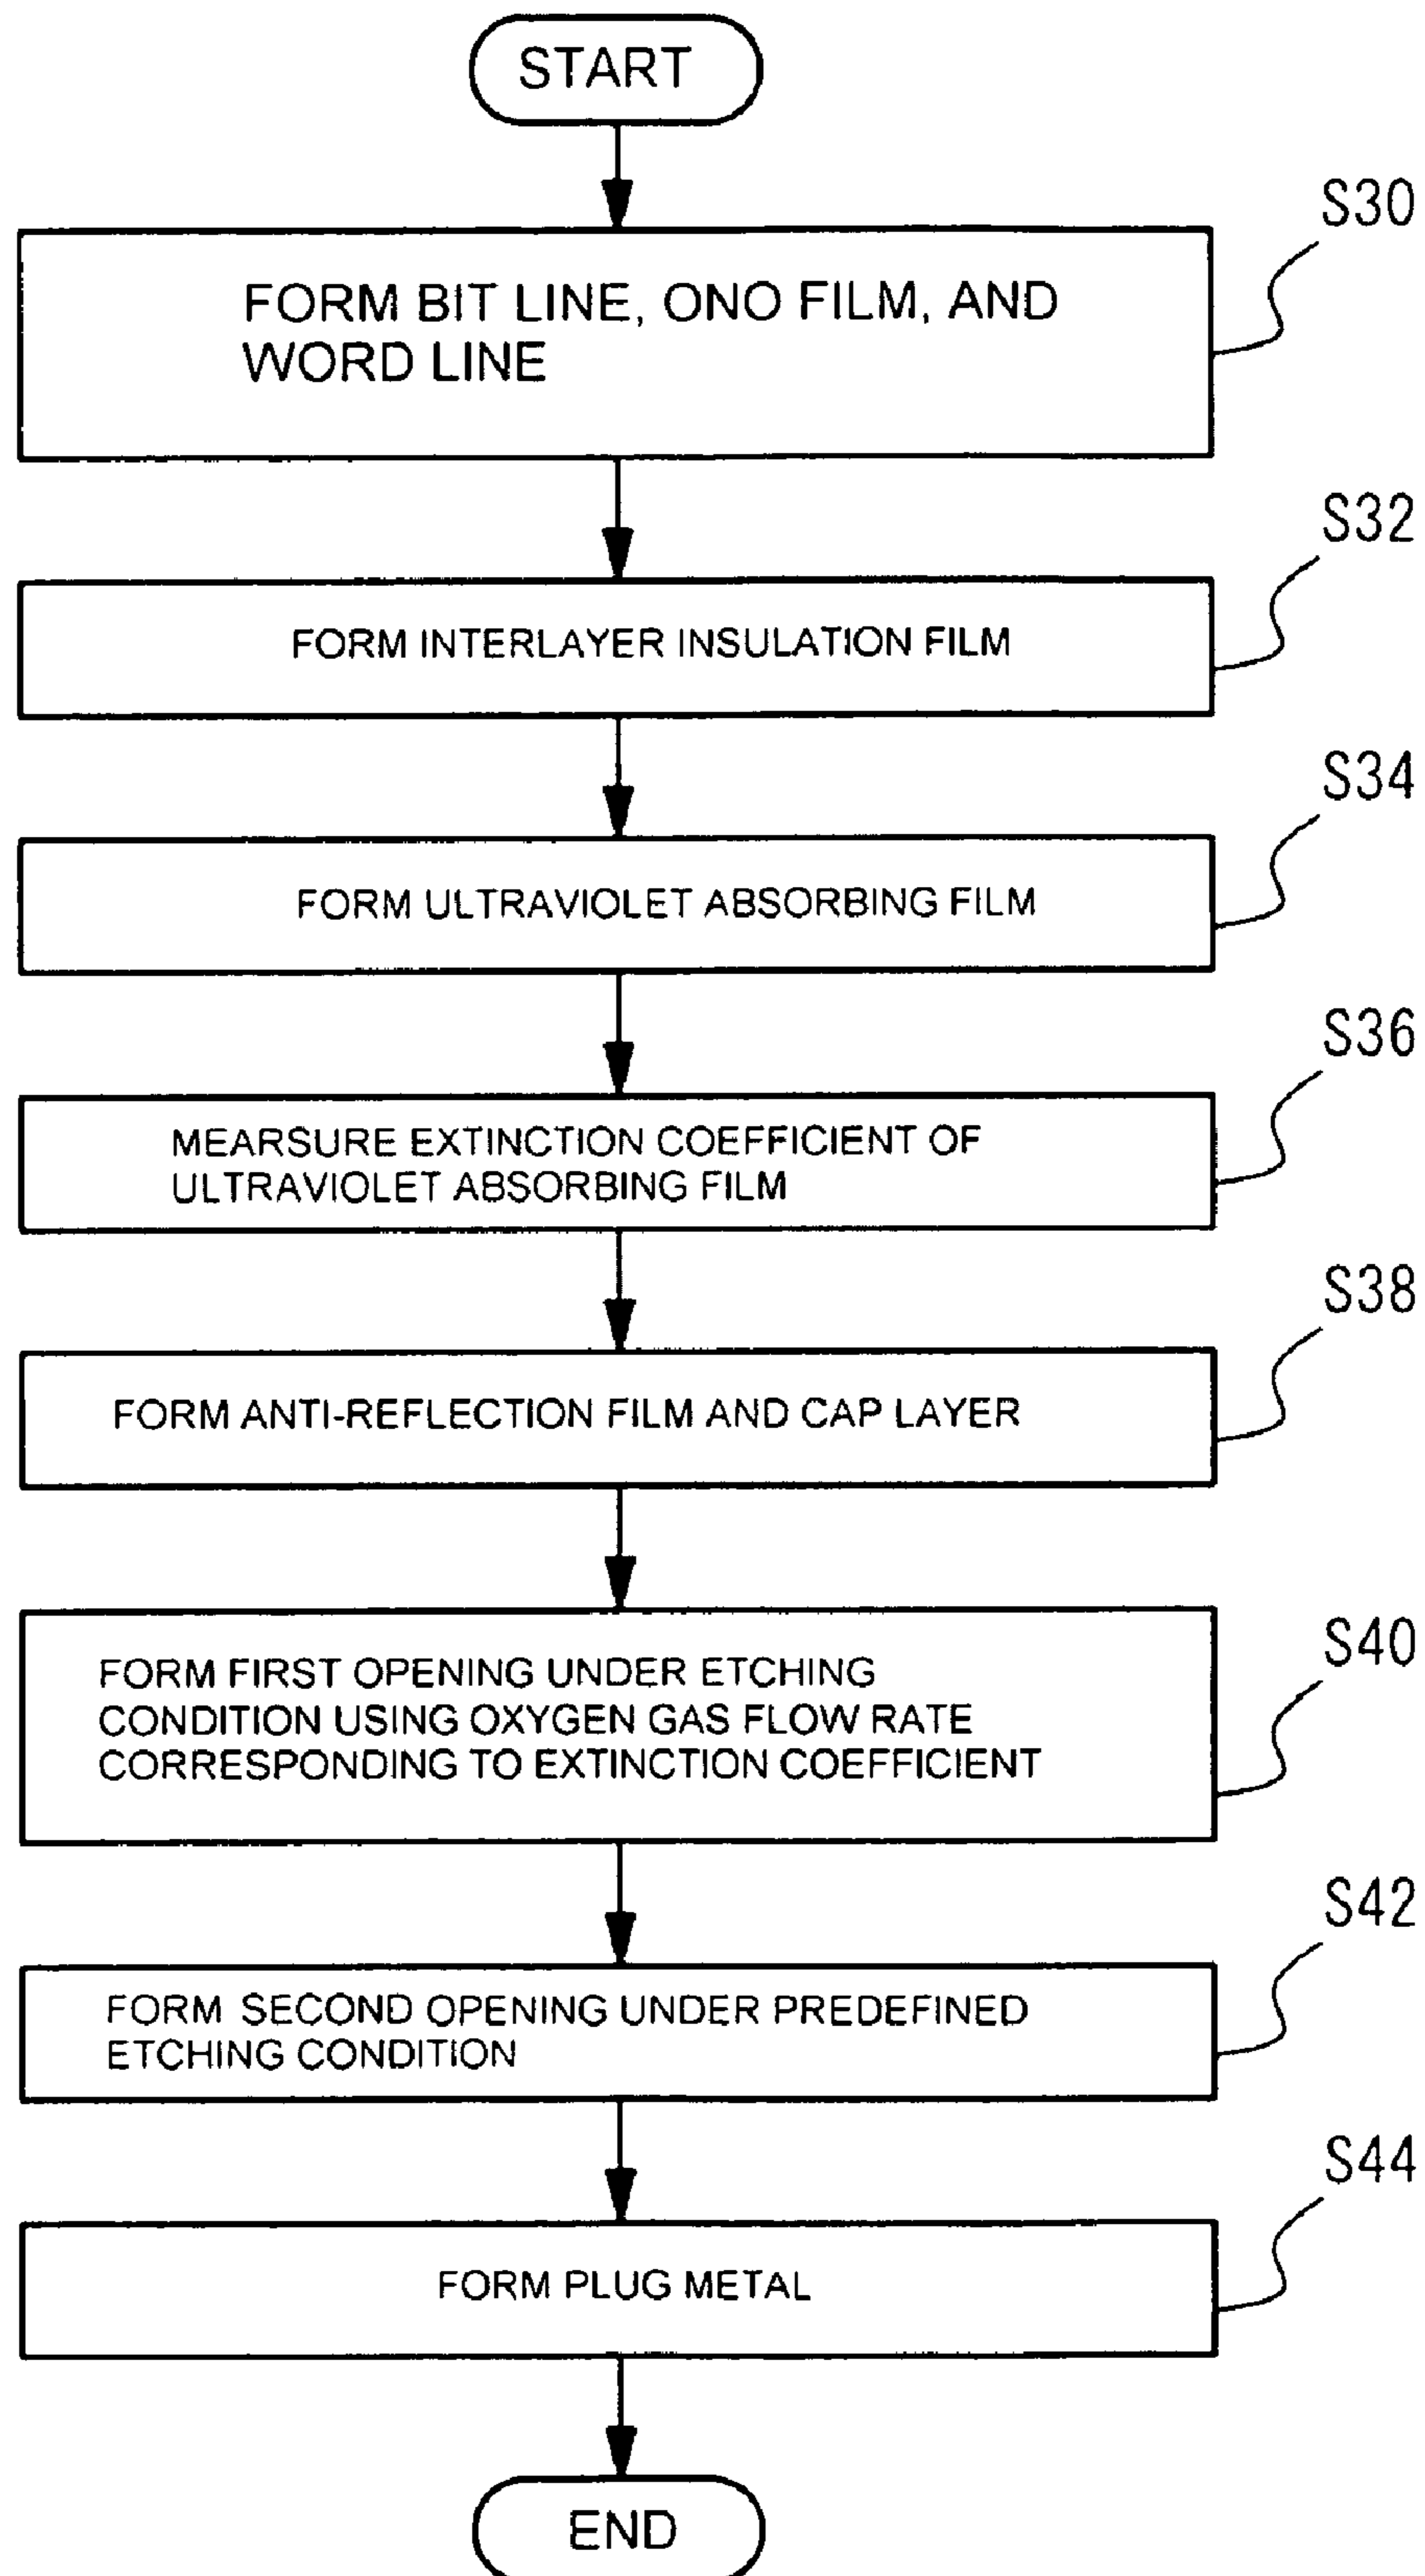 START
S30
FORM BIT LINE, ONO FILM, AND
WORD LINE
S32
FORM INTERLAYER INSULATION FILM
S34
FORM ULTRAVIOLET ABSORBING FILM
S36
MEARSURE EXTINCTION COEFFICIENT OF
ULTRAVIOLET ABSORBING FILM
S38
FORM ANTI-REFLECTION FILM AND CAP LAYER
S40
FORM FIRST OPENING UNDER ETCHING
CONDITION USING OXYGEN GAS FLOW RATE
CORRESPONDING TO EXTINCTION COEFFICIENT
S42
FORM SECOND OPENING UNDER PREDEFINED
ETCHING CONDITION
S44
FORM PLUG METAL
END